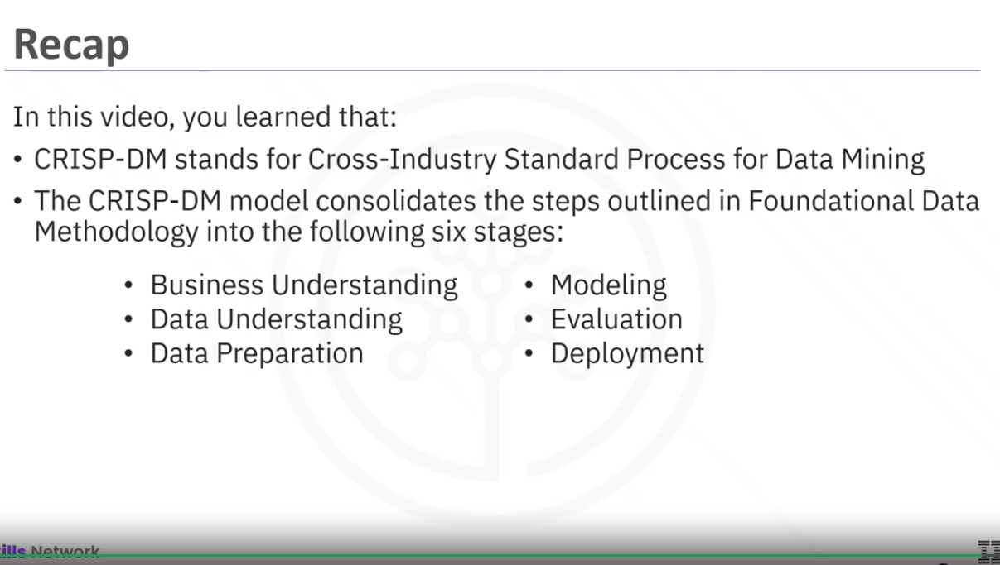 Recap
In this video, you learned that:
• CRISP-DM stands for Cross-Industry Standard Process for Data Mining
• The CRISP-DM model consolidates the steps outlined in Foundational Data
Methodology into the following six stages:
• Business Understanding
• Data Understanding
• Data Preparation
• Modeling
• Evaluation
• Deployment
ills Network